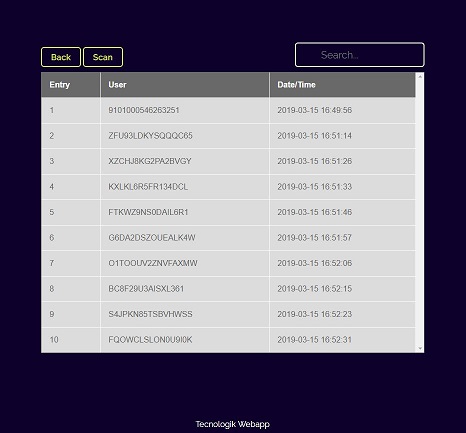 Back Scan Search...
Entry User Date/Time
1 9101000546263251 2019-03-15 16:49:56
2 ZFU93LDKYSQQQC65 2019-03-15 16:51:14
3 XZCHJ8KG2PA2BVGY 2019-03-15 16:51:26
4 KXLKL6R5FR134DCL 2019-03-15 16:51:33
5 FTKWZ9NS0DAIL6R1 2019-03-15 16:51:46
6 G6DA2DSZOUEALK4W 2019-03-15 16:51:57
7 O1TOOUV2ZNVFAXMW 2019-03-15 16:52:06
8 BC8F29U3AISXL361 2019-03-15 16:52:15
9 S4JPKN85TSBVHWSS 2019-03-15 16:52:23
10 FQOWCLSLON0U9I0K 2019-03-15 16:52:31
Tecnologik Webapp